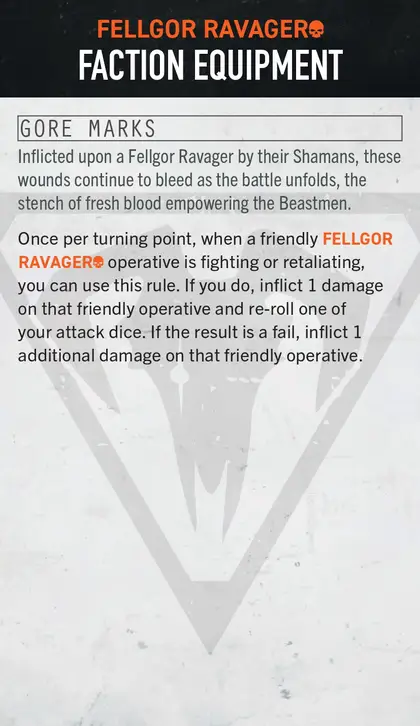 FELLGOR RAVAGER
FACTION EQUIPMENT
GORE MARKS
Inflicted upon a Fellgor Ravager by their Shamans, these
wounds continue to bleed as the battle unfolds, the
stench of fresh blood empowering the Beastmen.
Once per turning point, when a friendly FELLGOR
RAVAGER operative is fighting or retaliating,
you can use this rule. If you do, inflict 1 damage
on that friendly operative and re-roll one of
your attack dice. If the result is a fail, inflict 1
additional damage on that friendly operative.